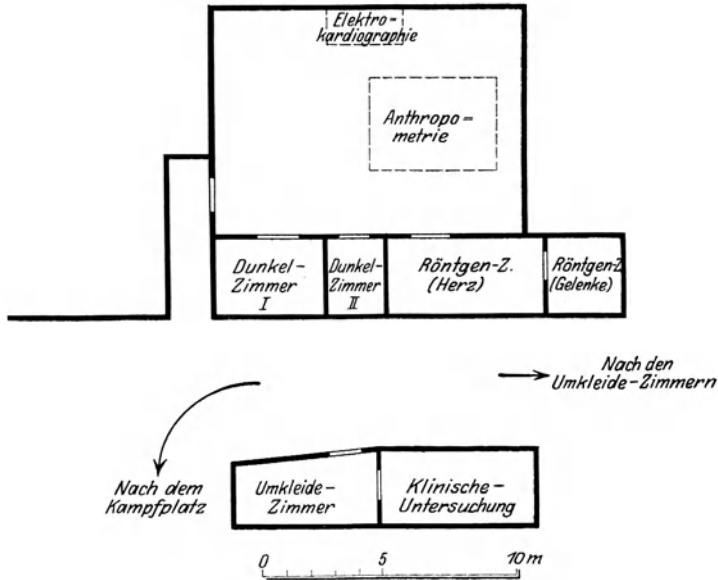 Elektro-
kardiographie
Anthropo-
metrie
Dunkel-
Zimmer
I
Dunkel-
Zimmer
II
Röntgen-Z.
(Herz)
Röntgen-Z
(Gelenke)
Nach den
Umkleide-Zimmern
Nach dem
Kampfplatz
Umkleide-
Zimmer
Klinische-
Untersuchung
0 5 10 m